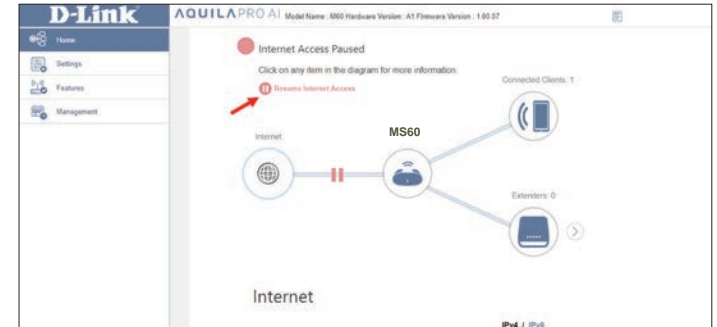 D-Link
AQUILA PRO AI Model Name : M60 Hardware Version : A1 Firmware Version : 1.00.07
Home
Settings
Features
Management
Internet Access Paused
Click on any item in the diagram for more information.
Resume Internet Access
Connected Clients: 1
Internet
MS60
Extenders: 0
Internet
IPv4 / IPv6